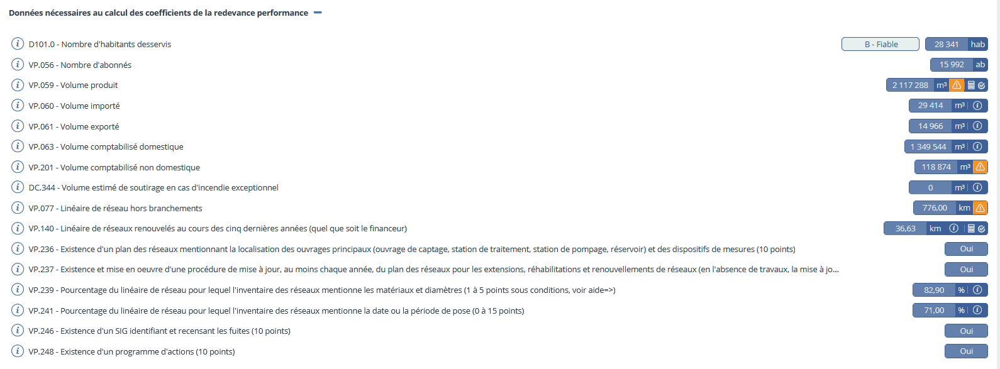 Données nécessaires au calcul des coefficients de la redevance performance
D101.0 - Nombre d'habitants desservis B - Fiable 28 341 hab
VP.056 - Nombre d'abonnés 15 992 ab
VP.059 - Volume produit 2 117 288 m³
VP.060 - Volume importé 29 414 m³
VP.061 - Volume exporté 14 966 m³
VP.063 - Volume comptabilisé domestique 1 349 544 m³
VP.201 - Volume comptabilisé non domestique 118 874 m³
DC.344 - Volume estimé de soutirage en cas d'incendie exceptionnel 0 m³
VP.077 - Linéaire de réseau hors branchements 776,00 km
VP.140 - Linéaire de réseaux renouvelés au cours des cinq dernières années (quel que soit le financeur) 36,63 km
VP.236 - Existence d'un plan des réseaux mentionnant la localisation des ouvrages principaux (ouvrage de captage, station de traitement, station de pompage, réservoir) et des dispositifs de mesures (10 points) Oui
VP.237 - Existence et mise en oeuvre d'une procédure de mise à jour, au moins chaque année, du plan des réseaux pour les extensions, réhabilitations et renouvellements de réseaux (en l'absence de travaux, la mise à jo... Oui
VP.239 - Pourcentage du linéaire de réseau pour lequel l'inventaire des réseaux mentionne les matériaux et diamètres (1 à 5 points sous conditions, voir aide=>) 82,90 %
VP.241 - Pourcentage du linéaire de réseau pour lequel l'inventaire des réseaux mentionne la date ou la période de pose (0 à 15 points) 71,00 %
VP.246 - Existence d'un SIG identifiant et recensant les fuites (10 points) Oui
VP.248 - Existence d'un programme d'actions (10 points) Oui